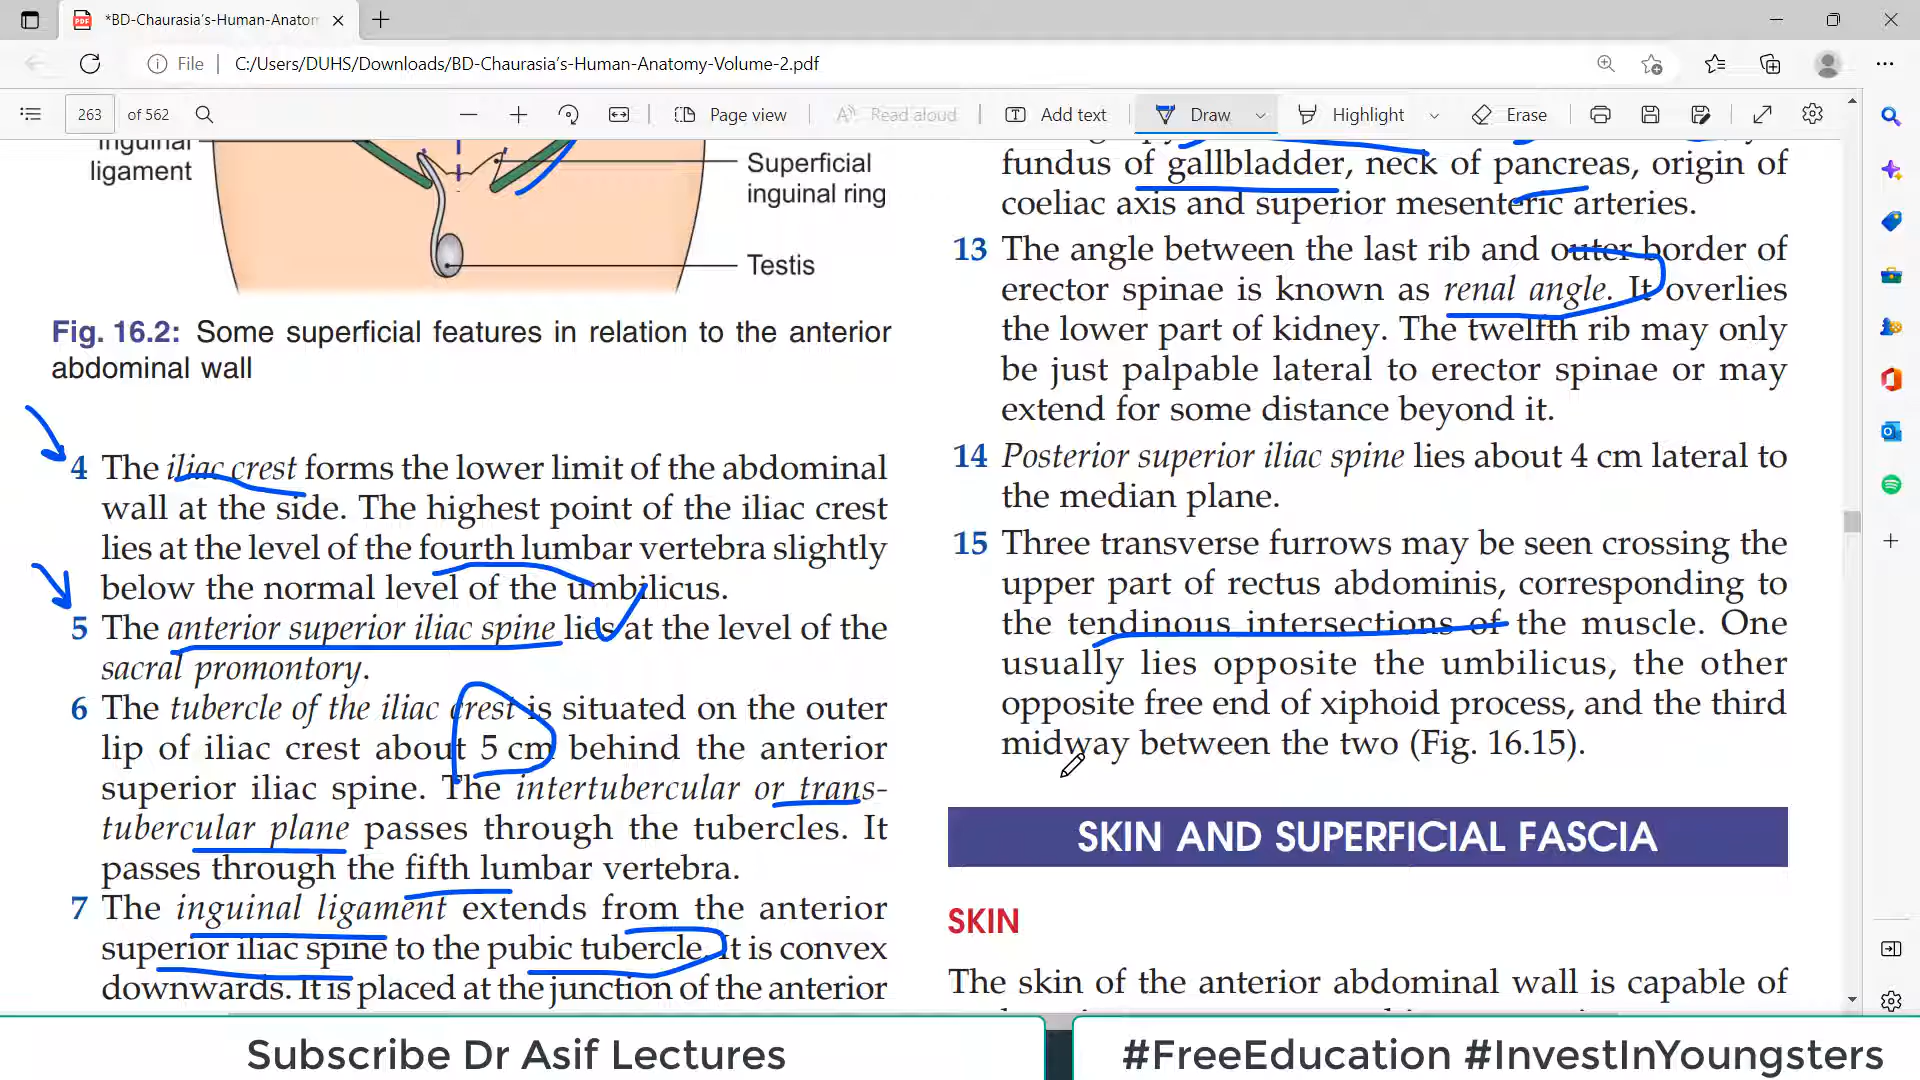 *BD-Chaurasia's-Human-Anatom
File
C:/Users/DUHS/Downloads/BD-Chaurasia's-Human-Anatomy-Volume-2.pdf
263 of 562
Page view
Read aloud
Add text
Draw
Highlight
Erase
Inguinal
ligament
Superficial
inguinal ring
Testis
Fig. 16.2: Some superficial features in relation to the anterior
abdominal wall
4 The iliac crest forms the lower limit of the abdominal
wall at the side. The highest point of the iliac crest
lies at the level of the fourth lumbar vertebra slightly
below the normal level of the umbilicus.
5 The anterior superior iliac spine lies at the level of the
sacral promontory.
6 The tubercle of the iliac crest is situated on the outer
lip of iliac crest about 5 cm behind the anterior
superior iliac spine. The intertubercular or trans-
tubercular plane passes through the tubercles. It
passes through the fifth lumbar vertebra.
7 The inguinal ligament extends from the anterior
superior iliac spine to the pubic tubercle. It is convex
downwards. It is placed at the junction of the anterior
fundus of gallbladder, neck of pancreas, origin of
coeliac axis and superior mesenteric arteries.
13 The angle between the last rib and outer border of
erector spinae is known as renal angle. It overlies
the lower part of kidney. The twelfth rib may only
be just palpable lateral to erector spinae or may
extend for some distance beyond it.
14 Posterior superior iliac spine lies about 4 cm lateral to
the median plane.
15 Three transverse furrows may be seen crossing the
upper part of rectus abdominis, corresponding to
the tendinous intersections of the muscle. One
usually lies opposite the umbilicus, the other
opposite free end of xiphoid process, and the third
midway between the two (Fig. 16.15).
SKIN AND SUPERFICIAL FASCIA
SKIN
The skin of the anterior abdominal wall is capable of
Subscribe Dr Asif Lectures
#FreeEducation #InvestInYoungsters